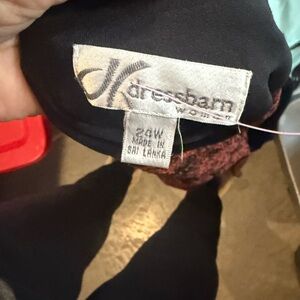 dressbarn
woman
24W
MADE IN
SRI LANKA